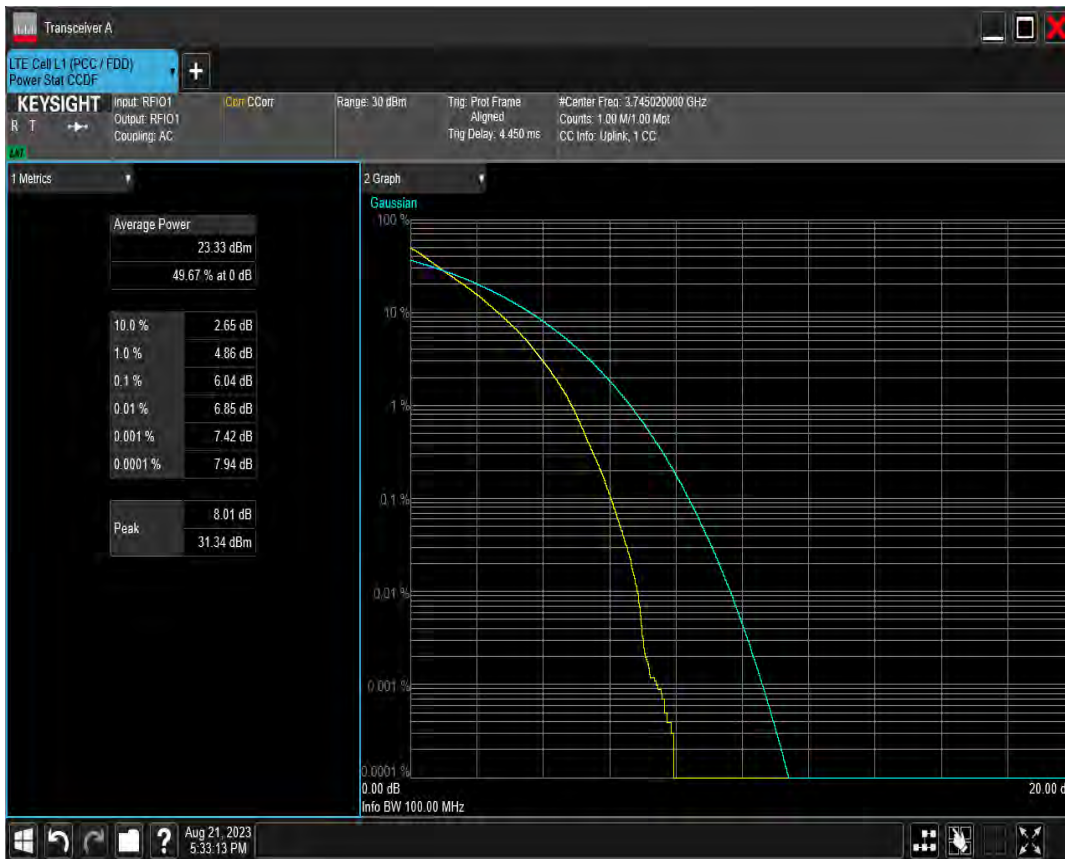 Transceiver A
LTE Cell L1 (PCC / FDD)
Power Stat CCDF
KEYSIGHT
R T
LXI
Input: RFIO1
Output: RFIO1
Coupling: AC
Corr CCorr
Range: 30 dBm
Trig: Prot Frame
Aligned
Trig Delay: 4.450 ms
#Center Freq: 3.745020000 GHz
Counts: 1.00 M/1.00 Mpt
CC Info: Uplink, 1 CC
1 Metrics
Average Power
23.33 dBm
49.67 % at 0 dB
10.0 % 2.65 dB
1.0 % 4.86 dB
0.1 % 6.04 dB
0.01 % 6.85 dB
0.001 % 7.42 dB
0.0001 % 7.94 dB
Peak
8.01 dB
31.34 dBm
2 Graph
Gaussian
100 %
10 %
1 %
0.1 %
0.01 %
0.001 %
0.0001 %
0.00 dB
20.00 d
Info BW 100.00 MHz
?
Aug 21, 2023
5:33:13 PM